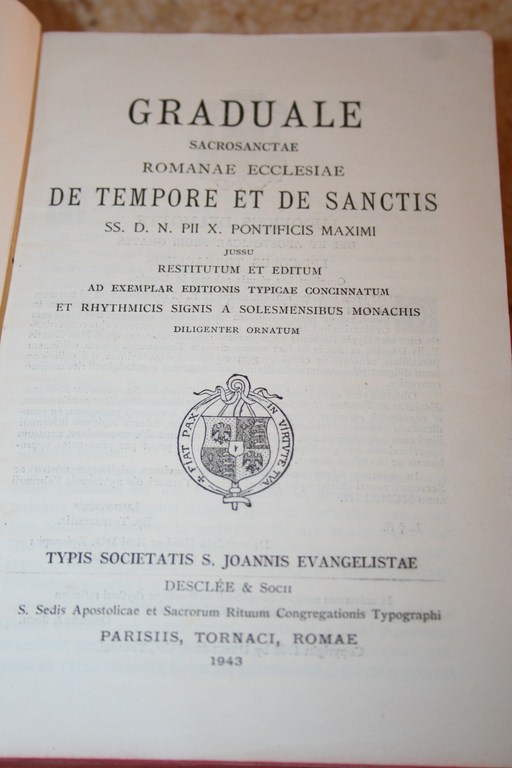 GRADUALE
SACROSANCTAE
ROMANAE ECCLESIAE
DE TEMPORE ET DE SANCTIS
SS. D. N. PII X. PONTIFICIS MAXIMI
JUSSU
RESTITUTUM ET EDITUM
AD EXEMPLAR EDITIONIS TYPICAE CONCINNATUM
ET RHYTHMICIS SIGNIS A SOLESMENSIBUS MONACHIS
DILIGENTER ORNATUM
FIAT PAX IN VIRTUTE TUA
TYPIS SOCIETATIS S. JOANNIS EVANGELISTAE
DESCLÉE & SOCII
S. Sedis Apostolicae et Sacrorum Rituum Congregationis Typographi
PARISIIS, TORNACI, ROMAE
1943